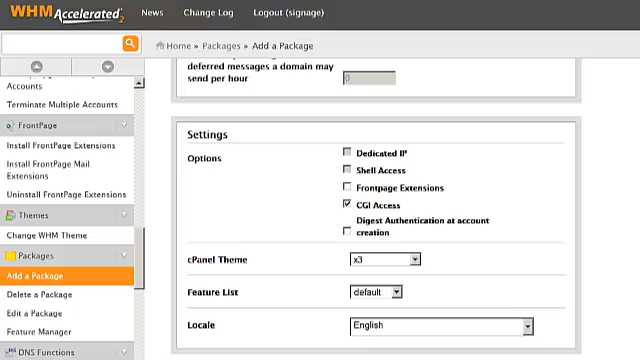 WHM Accelerated2 News Change Log Logout (signage)
Home » Packages » Add a Package
Accounts
Terminate Multiple Accounts
FrontPage
Install FrontPage Extensions
Install FrontPage Mail
Extensions
Uninstall FrontPage Extensions
Themes
Change WHM Theme
Packages
Add a Package
Delete a Package
Edit a Package
Feature Manager
DNS Functions
deferred messages a domain may
send per hour
0
Settings
Options
Dedicated IP
Shell Access
Frontpage Extensions
CGI Access
Digest Authentication at account
creation
cPanel Theme x3
Feature List default
Locale English